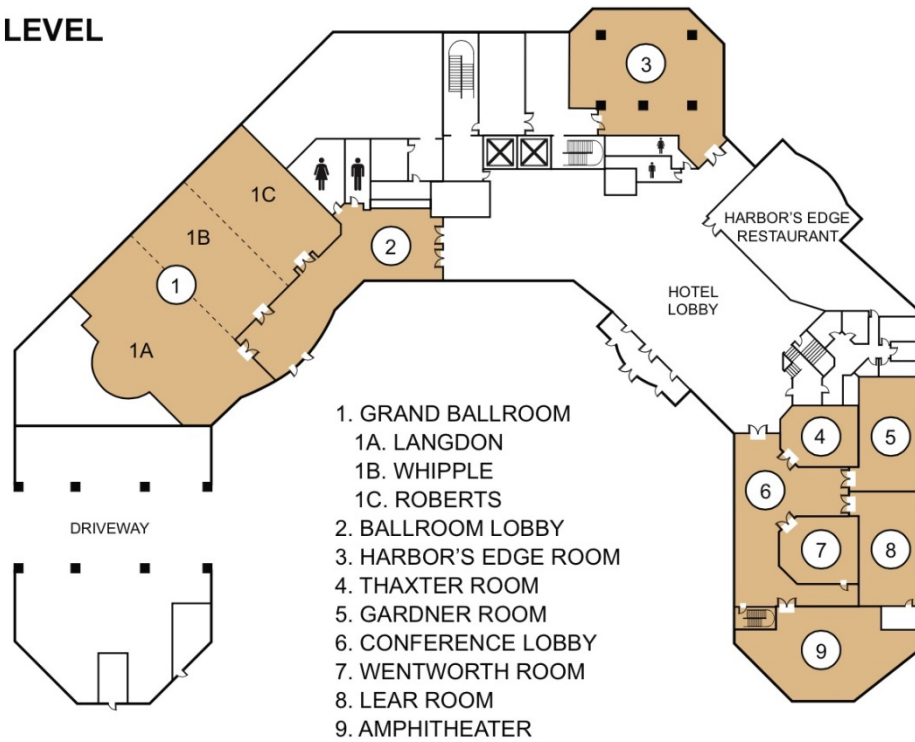 LEVEL
3
1C
1B
2
1
HARBOR'S EDGE
RESTAURANT
HOTEL
LOBBY
1A
4
5
6
7
8
9
DRIVEWAY
1. GRAND BALLROOM
1A. LANGDON
1B. WHIPPLE
1C. ROBERTS
2. BALLROOM LOBBY
3. HARBOR'S EDGE ROOM
4. THAXTER ROOM
5. GARDNER ROOM
6. CONFERENCE LOBBY
7. WENTWORTH ROOM
8. LEAR ROOM
9. AMPHITHEATER